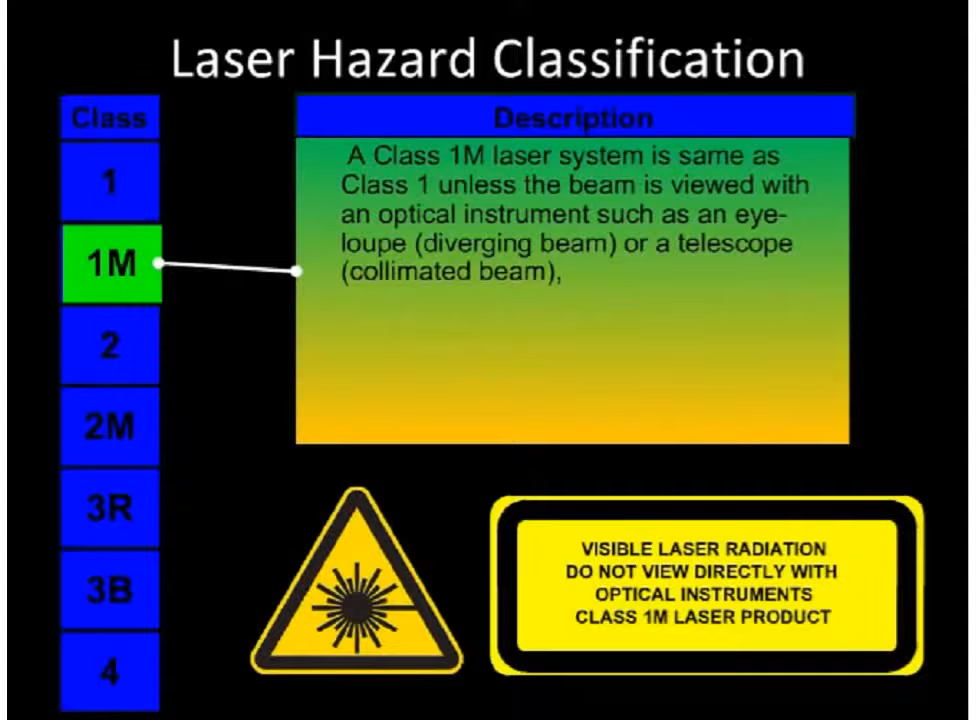 Laser Hazard Classification
Class
1
1M
2
2M
3R
3B
4
Description
A Class 1M laser system is same as
Class 1 unless the beam is viewed with
an optical instrument such as an eye-
loupe (diverging beam) or a telescope
(collimated beam),
VISIBLE LASER RADIATION
DO NOT VIEW DIRECTLY WITH
OPTICAL INSTRUMENTS
CLASS 1M LASER PRODUCT